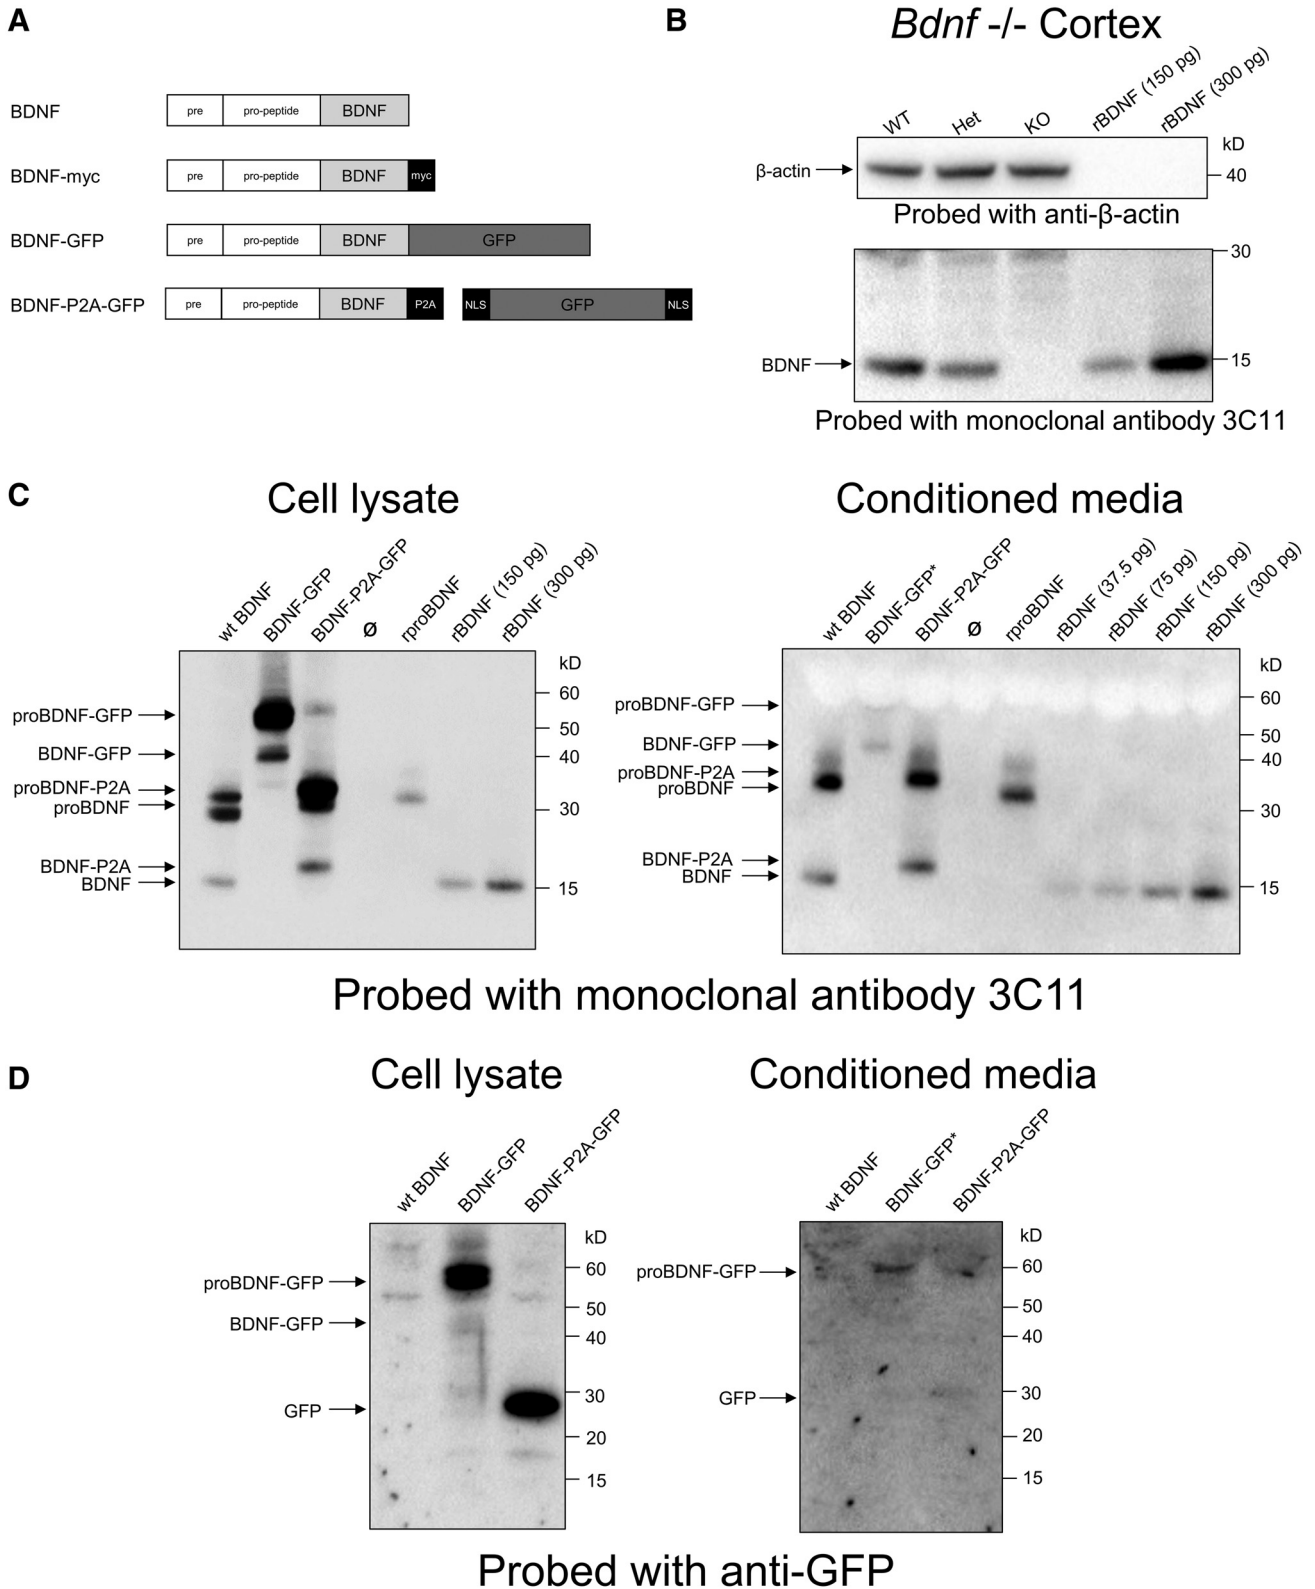 A
BDNF
pre pro-peptide BDNF
BDNF-myc
pre pro-peptide BDNF myc
BDNF-GFP
pre pro-peptide BDNF GFP
BDNF-P2A-GFP
pre pro-peptide BDNF P2A NLS GFP NLS
B
Bdnf -/- Cortex
WT Het KO rBDNF (150 pg) rBDNF (300 pg)
kD
β-actin
40
Probed with anti-β-actin
30
BDNF
15
Probed with monoclonal antibody 3C11
C
Cell lysate
wt BDNF BDNF-GFP BDNF-P2A-GFP ø rproBDNF rBDNF (150 pg) rBDNF (300 pg)
kD
60
proBDNF-GFP
50
BDNF-GFP
40
proBDNF-P2A
proBDNF
30
BDNF-P2A
BDNF
15
Conditioned media
wt BDNF BDNF-GFP* BDNF-P2A-GFP ø rproBDNF rBDNF (37.5 pg) rBDNF (75 pg) rBDNF (150 pg) rBDNF (300 pg)
kD
60
proBDNF-GFP
50
BDNF-GFP
40
proBDNF-P2A
proBDNF
30
BDNF-P2A
BDNF
15
Probed with monoclonal antibody 3C11
D
Cell lysate
wt BDNF BDNF-GFP BDNF-P2A-GFP
kD
60
proBDNF-GFP
50
BDNF-GFP
40
30
GFP
20
15
Conditioned media
wt BDNF BDNF-GFP* BDNF-P2A-GFP
kD
60
proBDNF-GFP
50
40
30
GFP
20
15
Probed with anti-GFP